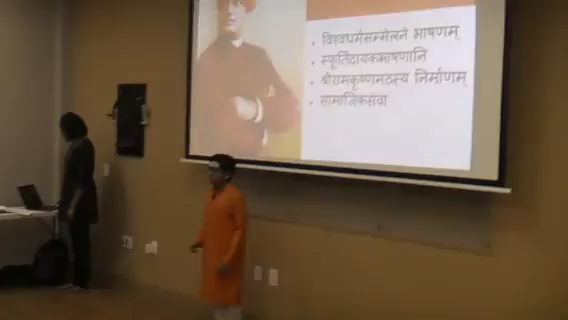 विश्वधर्मसम्मेलने भाषणम्
स्फूर्तिदायकभाषणानि
श्रीरामकृष्णमठस्य निर्माणम्
सामाजिकसेवा